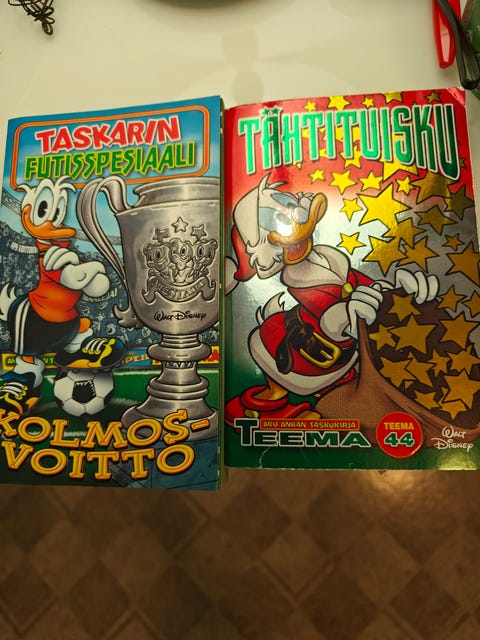 TASKARIN
FUTISSPESIAALI
WALT DISNEY
KOLMOS-
VOITTO
TÄHTITUISKU
AKU ANKAN TASKUKIRJA
TEEMA
TEEMA
44
WALT
DISNEY